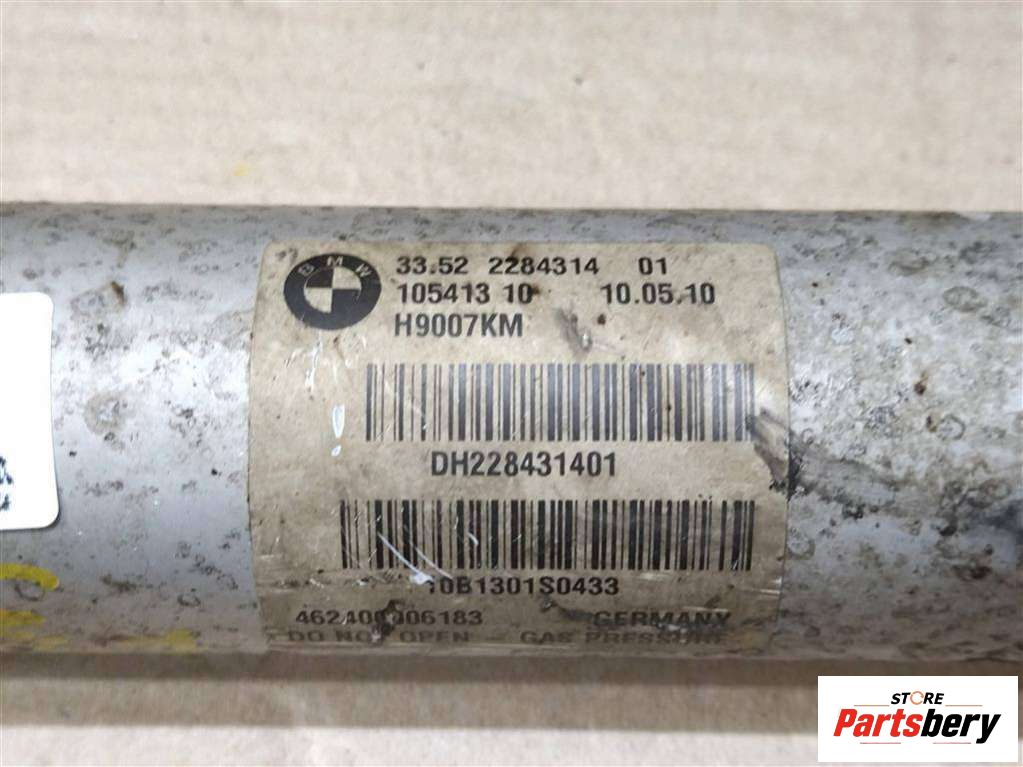 BMW
33.52 2284314 01
105413 10 10.05.10
H9007KM
DH228431401
10B1301S0433
462400006183 GERMANY
DO NOT OPEN - GAS PRESSURE
STORE
Partsbery